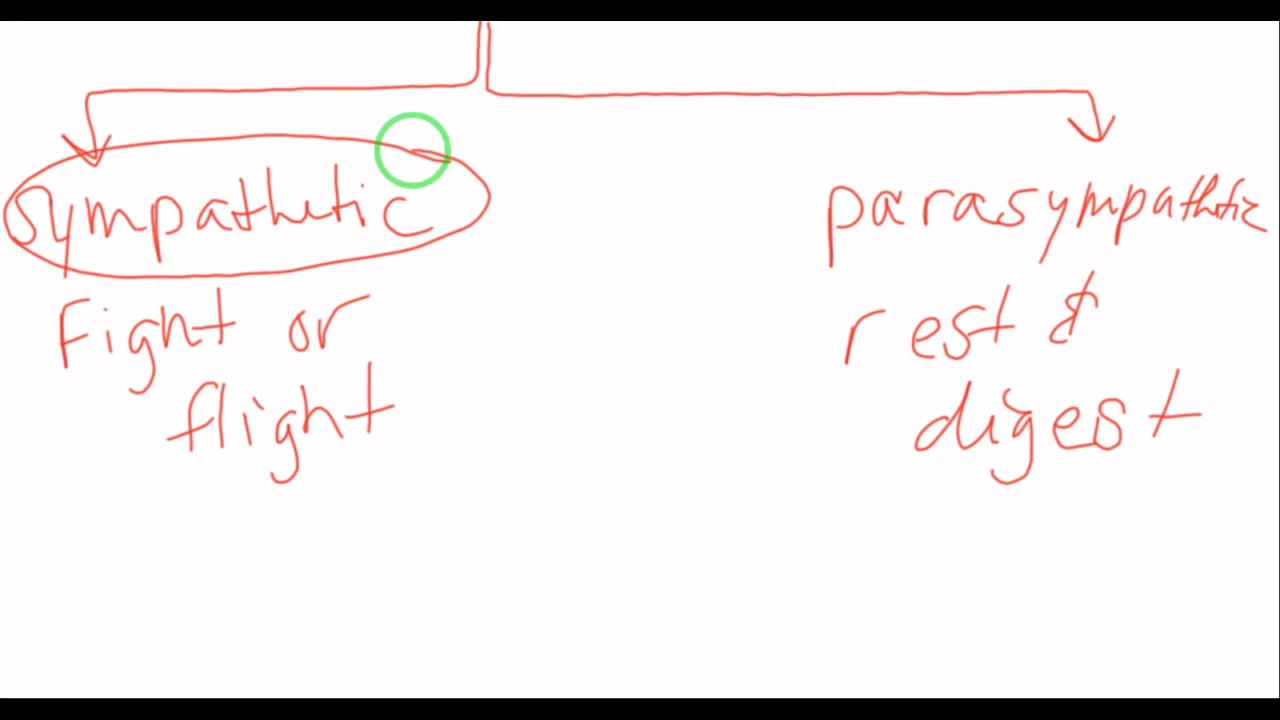 sympathetic
Fight or
flight
parasympathetic
rest &
digest